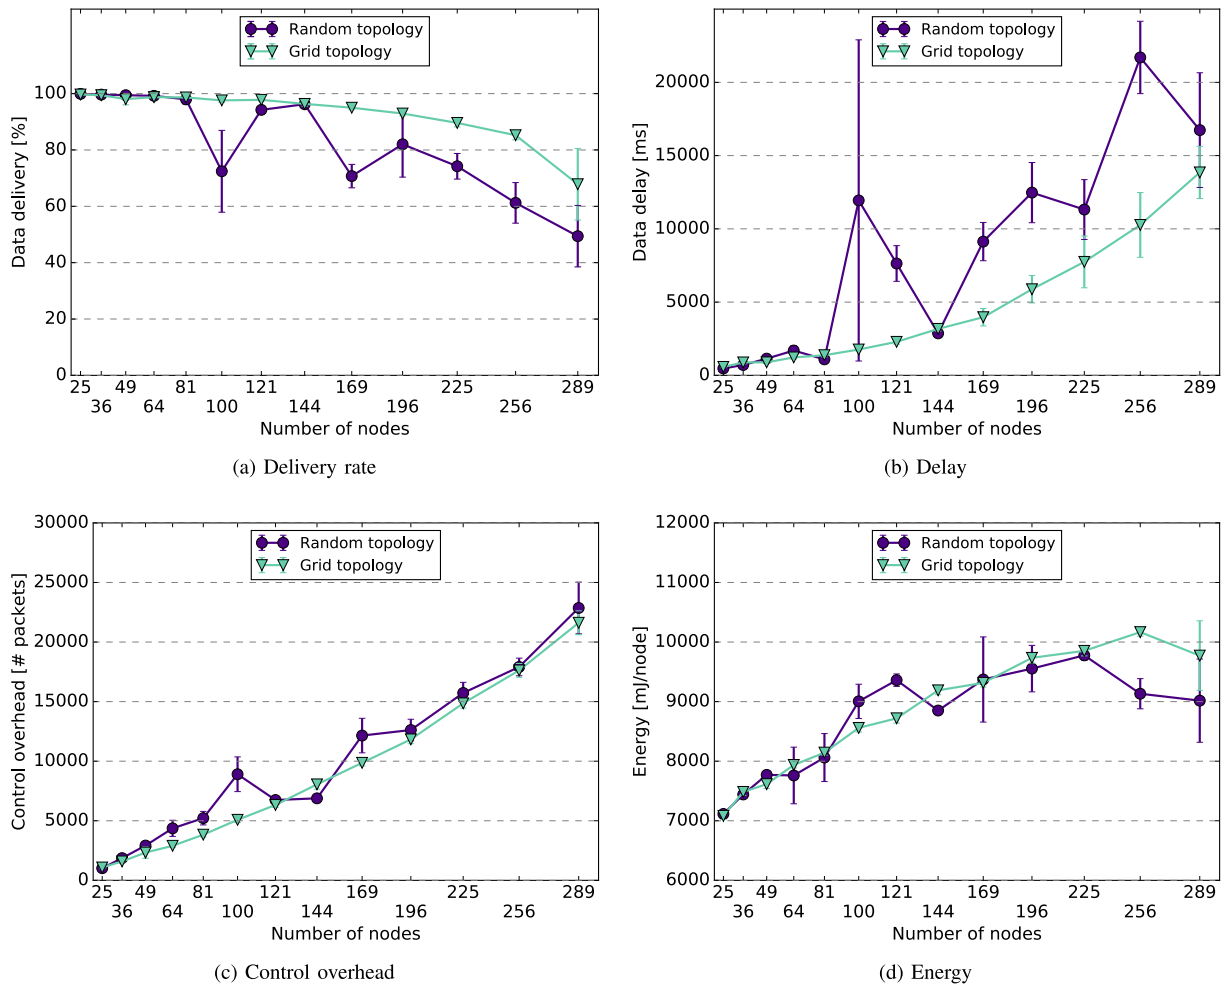 Random topology
Grid topology
Data delivery [%]
100
80
60
40
20
0
25 49 81 121 169 225 289
36 64 100 144 196 256
Number of nodes
(a) Delivery rate
Random topology
Grid topology
Data delay [ms]
20000
15000
10000
5000
0
25 49 81 121 169 225 289
36 64 100 144 196 256
Number of nodes
(b) Delay
Random topology
Grid topology
Control overhead [# packets]
30000
25000
20000
15000
10000
5000
0
25 49 81 121 169 225 289
36 64 100 144 196 256
Number of nodes
(c) Control overhead
Random topology
Grid topology
Energy [mJ/node]
12000
11000
10000
9000
8000
7000
6000
25 49 81 121 169 225 289
36 64 100 144 196 256
Number of nodes
(d) Energy